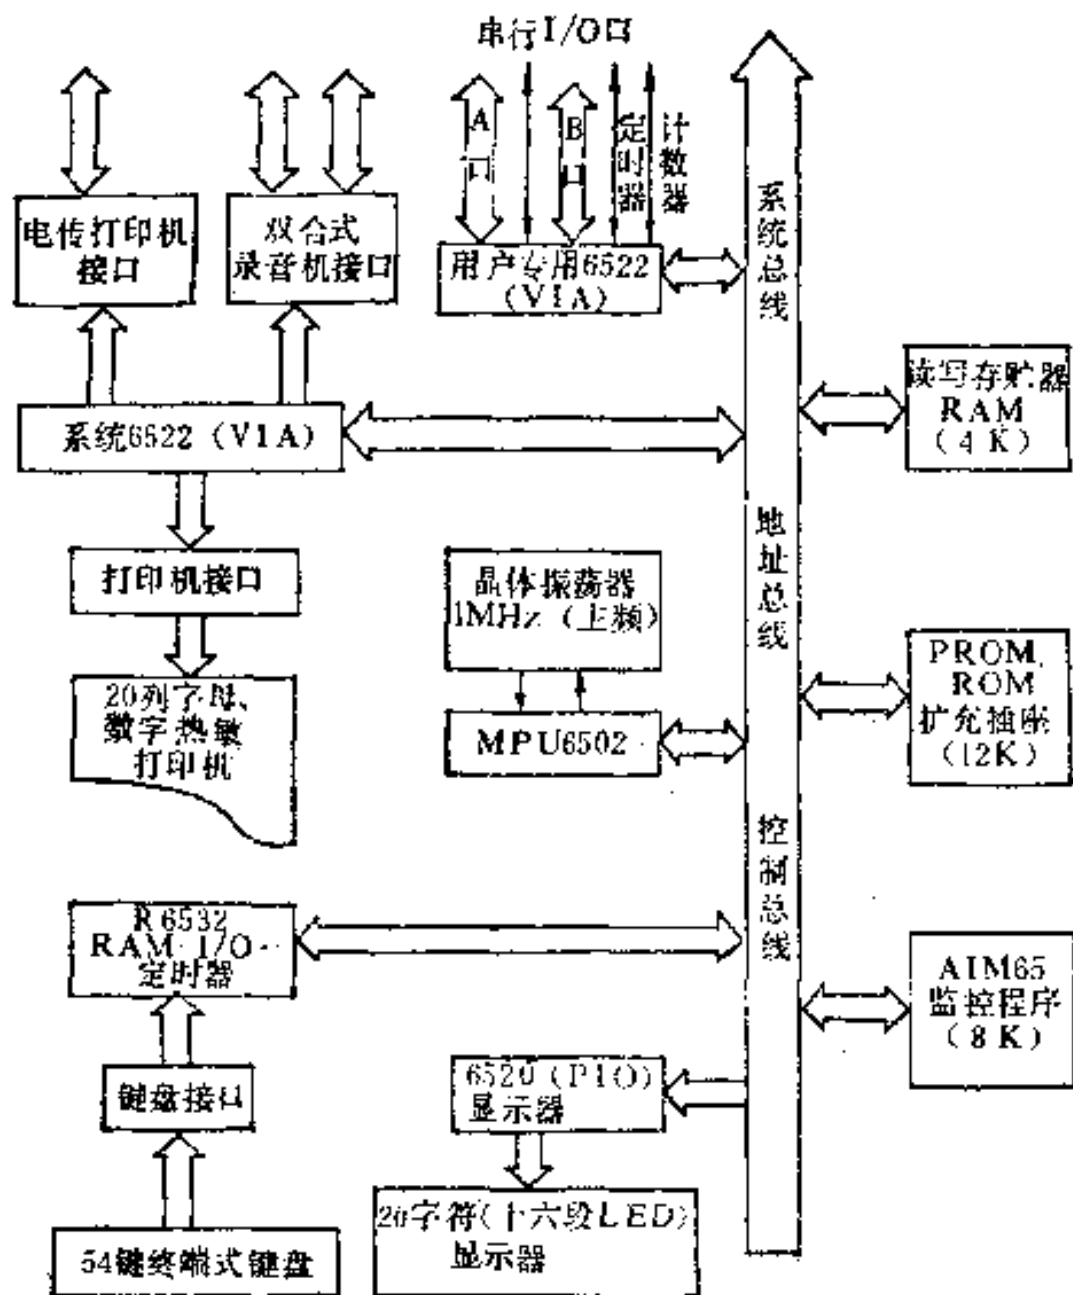 串行I/O口
A口
B口
定时器
计数器
电传打印机
接口
双合式
录音机接口
用户专用6522
(VIA)
系统总线
读写存贮器
RAM
(4K)
系统6522(VIA)
地址总线
打印机接口
晶体振荡器
1MHz(主频)
PROM、
ROM
扩充插座
(12K)
20列字母、
数字热敏
打印机
MPU6502
控制总线
R6532
RAM I/O
定时器
AIM65
监控程序
(8K)
键盘接口
6520(PIO)
显示器
54键终端式键盘
20字符(十六段LED)
显示器